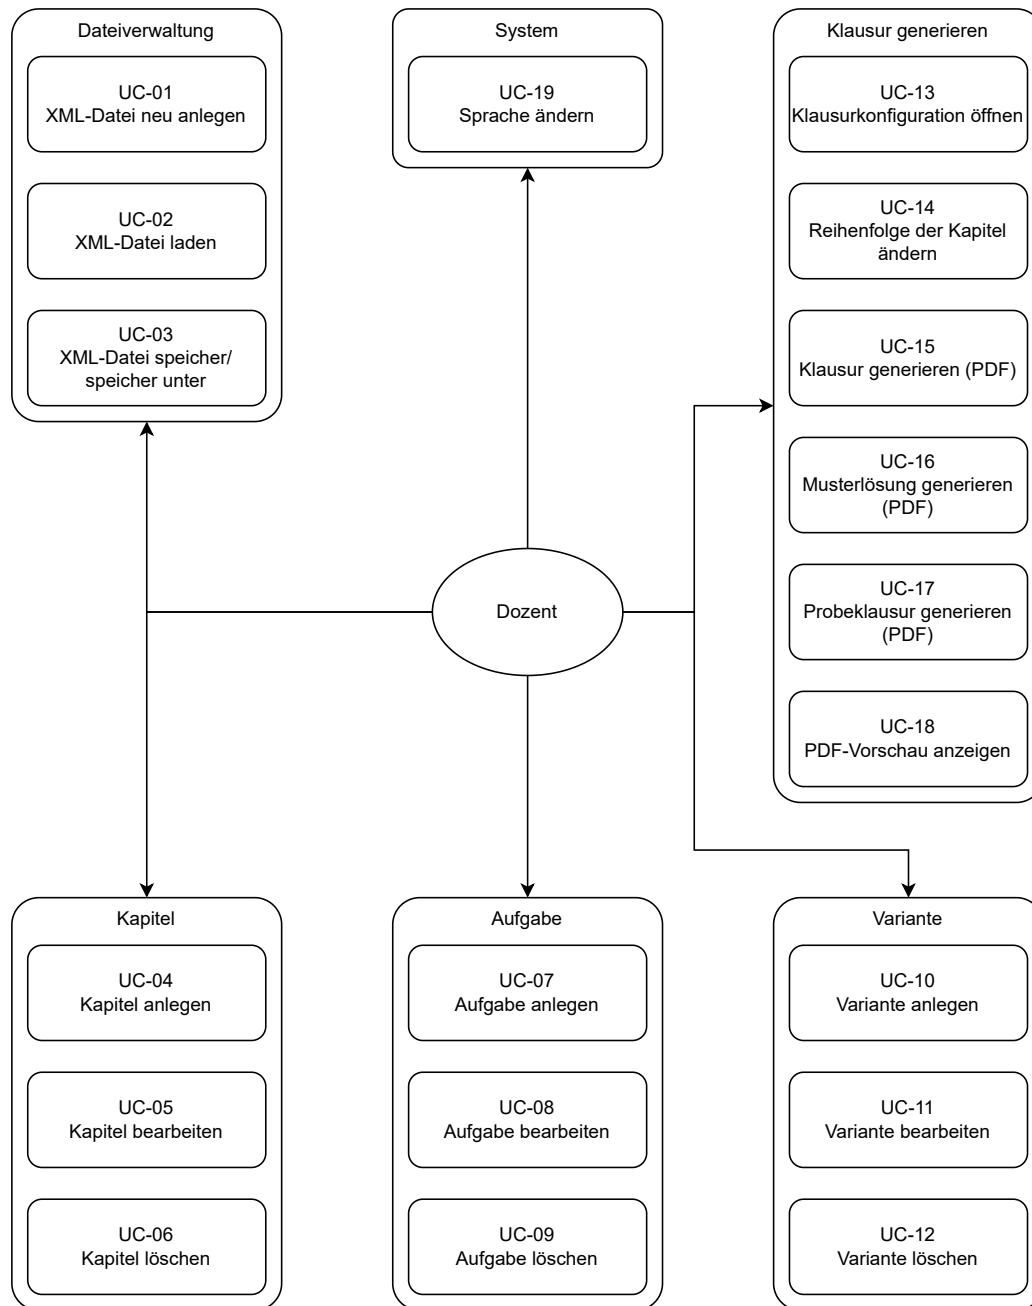 Dateiverwaltung
UC-01
XML-Datei neu anlegen
UC-02
XML-Datei laden
UC-03
XML-Datei speicher/
speicher unter
System
UC-19
Sprache ändern
Klausur generieren
UC-13
Klausurkonfiguration öffnen
UC-14
Reihenfolge der Kapitel
ändern
UC-15
Klausur generieren (PDF)
UC-16
Musterlösung generieren
(PDF)
UC-17
Probeklausur generieren
(PDF)
UC-18
PDF-Vorschau anzeigen
Dozent
Kapitel
UC-04
Kapitel anlegen
UC-05
Kapitel bearbeiten
UC-06
Kapitel löschen
Aufgabe
UC-07
Aufgabe anlegen
UC-08
Aufgabe bearbeiten
UC-09
Aufgabe löschen
Variante
UC-10
Variante anlegen
UC-11
Variante bearbeiten
UC-12
Variante löschen